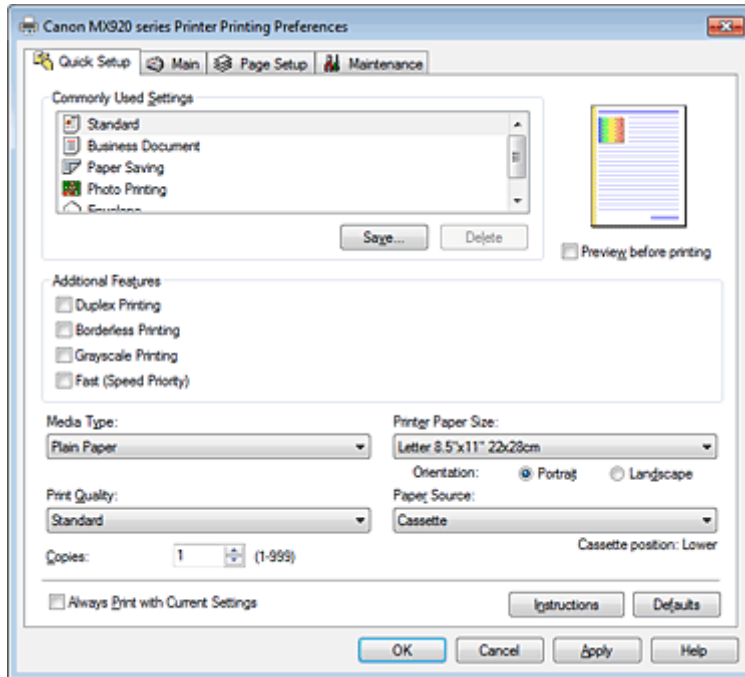 Canon MX920 series Printer Printing Preferences
Quick Setup Main Page Setup Maintenance
Commonly Used Settings
Standard
Business Document
Paper Saving
Photo Printing
Envelope
Save... Delete
Preview before printing
Additional Features
Duplex Printing
Borderless Printing
Grayscale Printing
Fast (Speed Priority)
Media Type:
Plain Paper
Printer Paper Size:
Letter 8.5"x11" 22x28cm
Orientation: Portrait Landscape
Print Quality:
Standard
Paper Source:
Cassette
Cassette position: Lower
Copies: 1 (1-999)
Always Print with Current Settings
Instructions Defaults
OK Cancel Apply Help